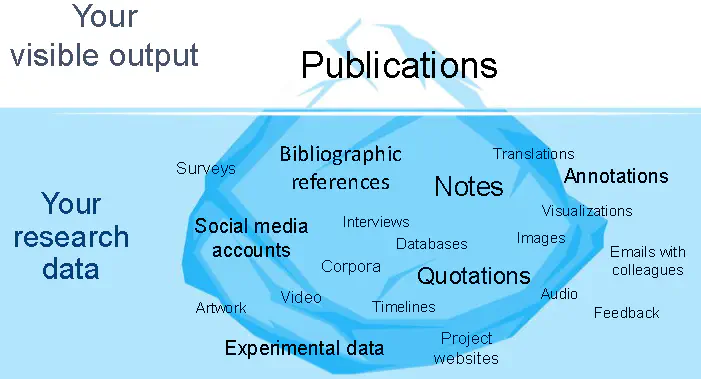 Your
visible output
Publications
Surveys
Bibliographic
references
Translations
Notes
Annotations
Your
research
data
Social media
accounts
Interviews
Visualizations
Databases
Images
Emails with
colleagues
Corpora
Quotations
Artwork
Video
Timelines
Audio
Feedback
Experimental data
Project
websites